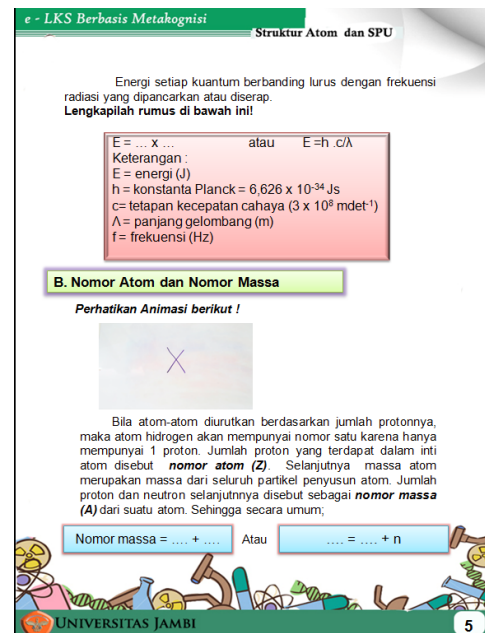 e - LKS Berbasis Metakognisi
Struktur Atom dan SPU
Energi setiap kuantum berbanding lurus dengan frekuensi
radiasi yang dipancarkan atau diserap.
Lengkapilah rumus di bawah ini!
E = ... x ... atau E =h .c/λ
Keterangan :
E = energi (J)
h = konstanta Planck = 6,626 x 10⁻³⁴ Js
c= tetapan kecepatan cahaya (3 x 10⁸ mdet⁻¹)
Λ = panjang gelombang (m)
f = frekuensi (Hz)
B. Nomor Atom dan Nomor Massa
Perhatikan Animasi berikut !
X
Bila atom-atom diurutkan berdasarkan jumlah protonnya,
maka atom hidrogen akan mempunyai nomor satu karena hanya
mempunyai 1 proton. Jumlah proton yang terdapat dalam inti
atom disebut nomor atom (Z). Selanjutnya massa atom
merupakan massa dari seluruh partikel penyusun atom. Jumlah
proton dan neutron selanjutnnya disebut sebagai nomor massa
(A) dari suatu atom. Sehingga secara umum;
Nomor massa = .... + .... Atau .... = .... + n
UNIVERSITAS JAMBI
5